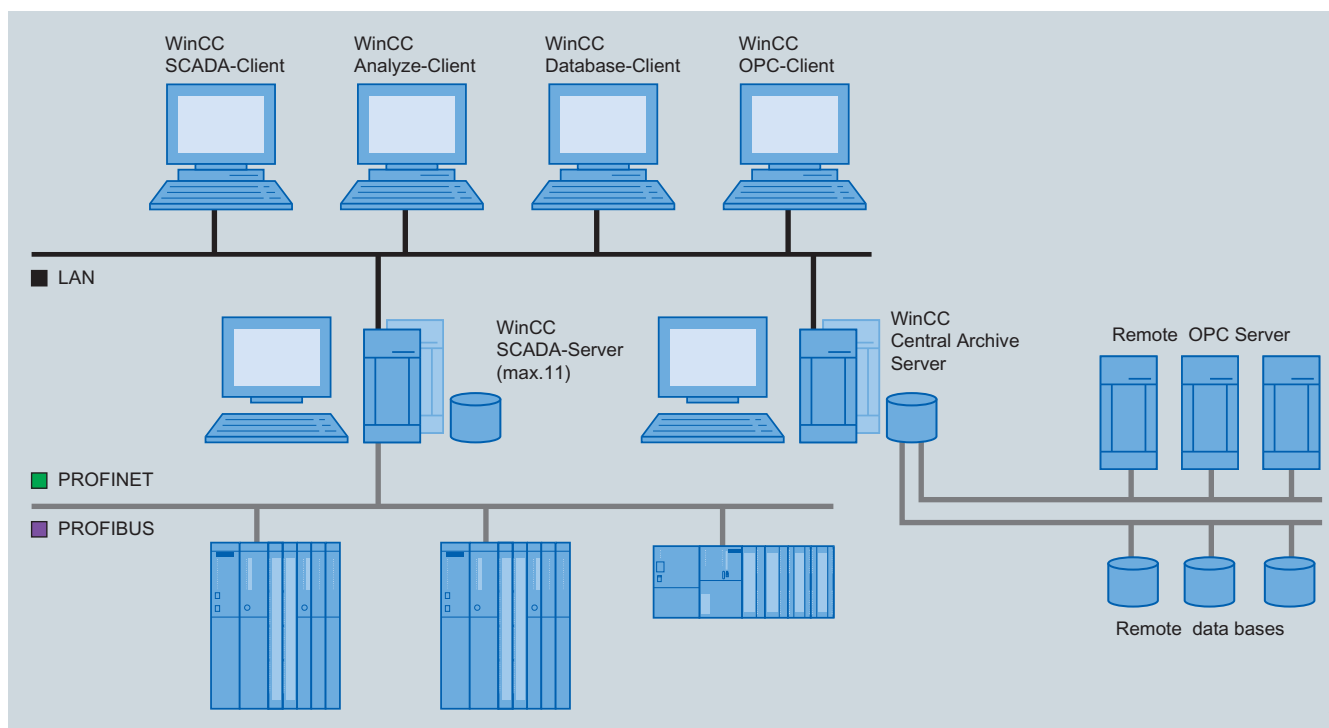 WinCC
SCADA-Client
WinCC
Analyze-Client
WinCC
Database-Client
WinCC
OPC-Client
LAN
WinCC
SCADA-Server
(max.11)
WinCC
Central Archive
Server
Remote OPC Server
PROFINET
PROFIBUS
Remote data bases